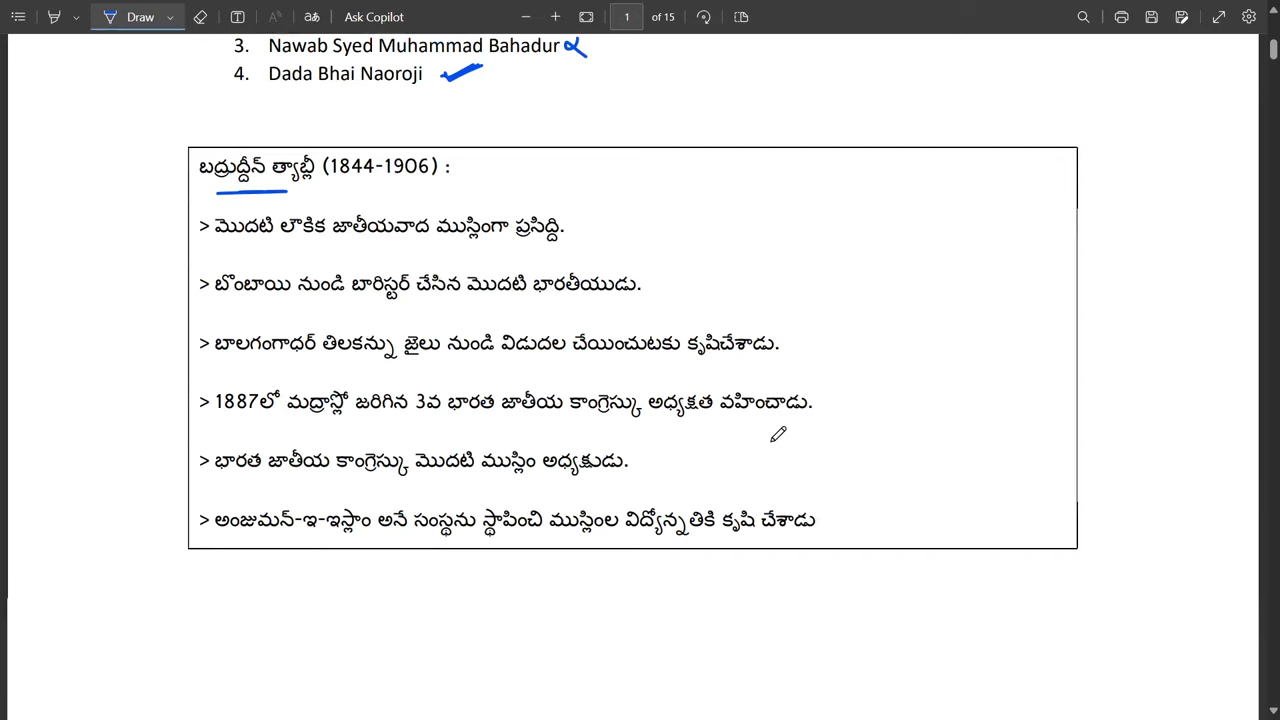 Draw
Ask Copilot
1
of 15
3. Nawab Syed Muhammad Bahadur
4. Dada Bhai Naoroji
బద్రుద్దీన్ త్యాబ్లీ (1844-1906) :
> మొదటి లౌకిక జాతీయవాద ముస్లింగా ప్రసిద్ది.
> బొంబాయి నుండి బారిస్టర్ చేసిన మొదటి భారతీయుడు.
> బాలగంగాధర్ తిలకన్ను జైలు నుండి విడుదల చేయించుటకు కృషిచేశాడు.
> 1887లో మద్రాస్లో జరిగిన 3వ భారత జాతీయ కాంగ్రెస్కు అధ్యక్షత వహించాడు.
> భారత జాతీయ కాంగ్రెస్కు మొదటి ముస్లిం అధ్యక్షుడు.
> అంజుమన్-ఇ-ఇస్లాం అనే సంస్థను స్థాపించి ముస్లింల విద్యోన్నతికి కృషి చేశాడు